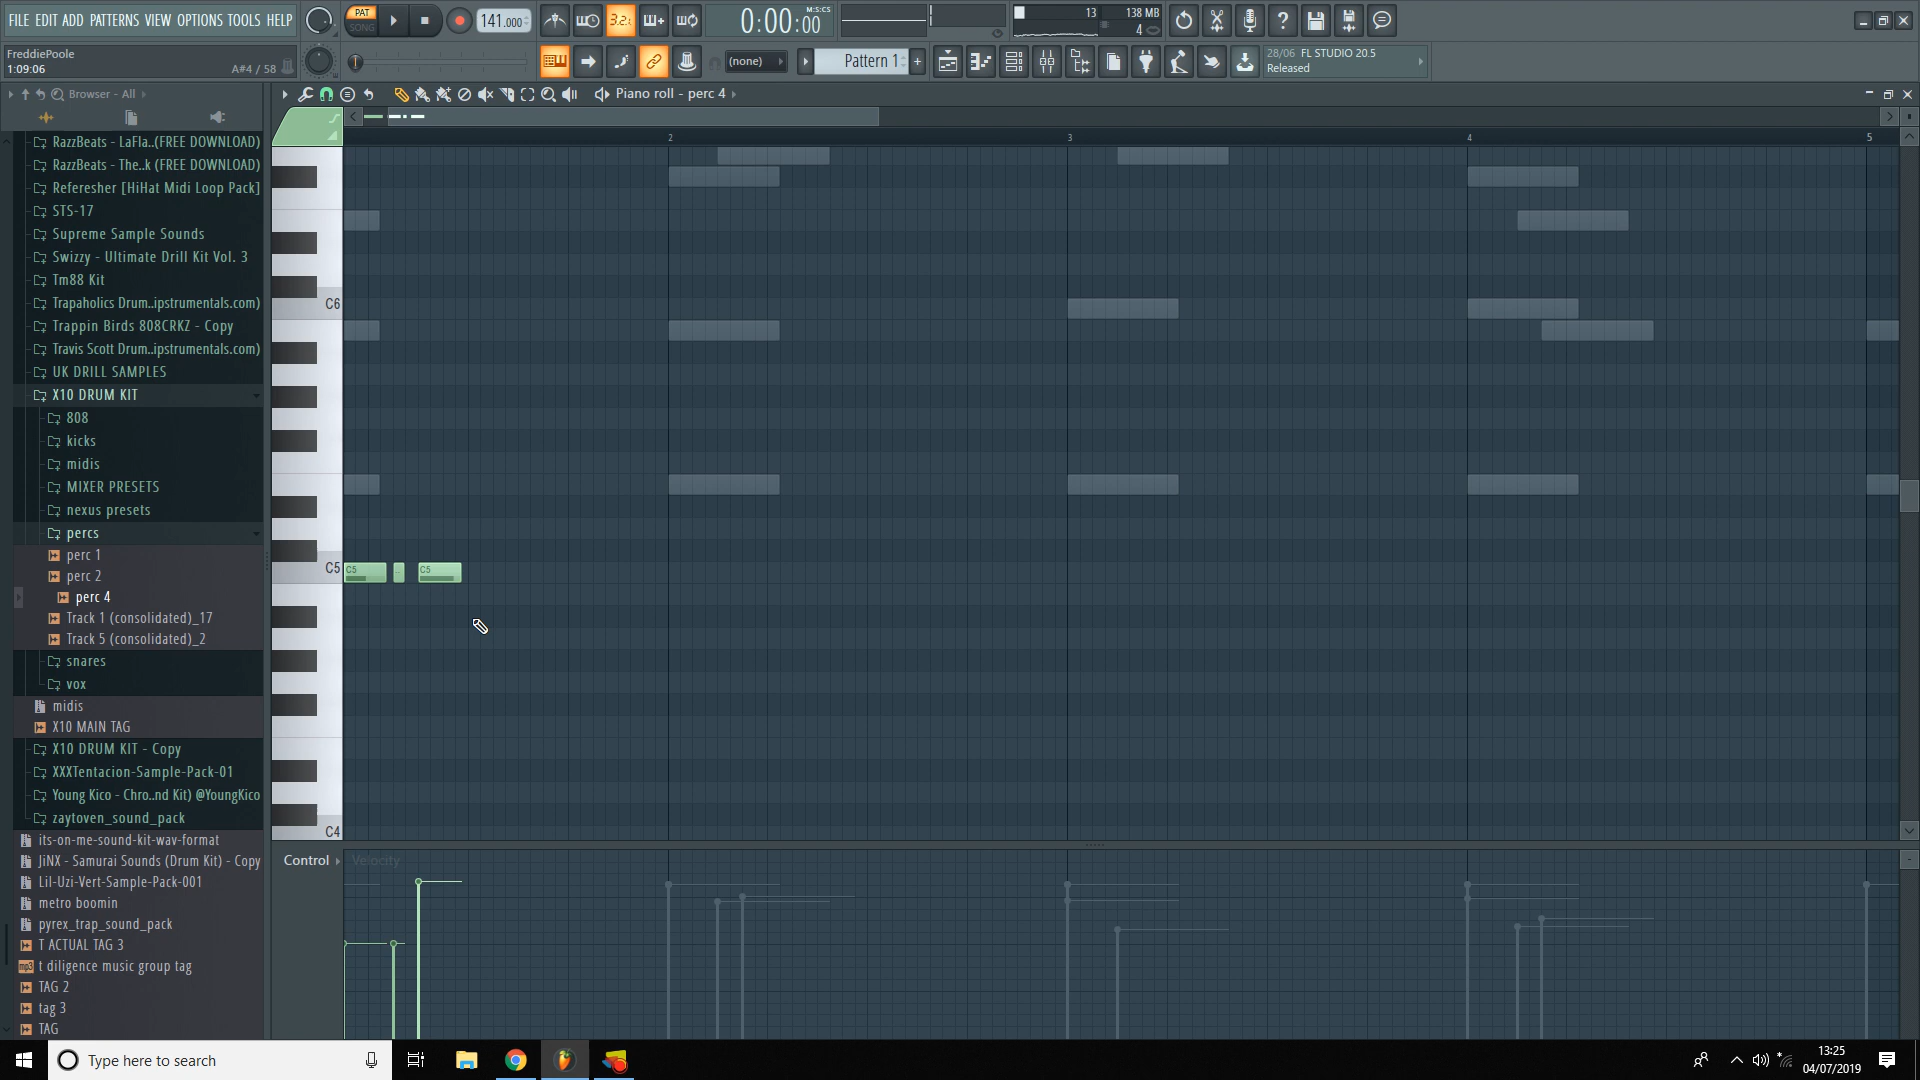 FILE EDIT ADD PATTERNS VIEW OPTIONS TOOLS HELP
PAT
SONG
141.000
3.2.
0:00:00
M:S:CS
13
138 MB
4
FreddiePoole
1:09:06
A#4 / 58
(none)
Pattern 1
+
28/06 FL STUDIO 20.5
Released
Browser - All
Piano roll - perc 4
RazzBeats - LaFla..(FREE DOWNLOAD)
RazzBeats - The..k (FREE DOWNLOAD)
Referesher [HiHat Midi Loop Pack]
STS-17
Supreme Sample Sounds
Swizzy - Ultimate Drill Kit Vol. 3
Tm88 Kit
Trapaholics Drum..ipstrumentals.com)
Trappin Birds 808CRKZ - Copy
Travis Scott Drum..ipstrumentals.com)
UK DRILL SAMPLES
X10 DRUM KIT
808
kicks
midis
MIXER PRESETS
nexus presets
percs
perc 1
perc 2
perc 4
Track 1 (consolidated)_17
Track 5 (consolidated)_2
snares
vox
midis
X10 MAIN TAG
X10 DRUM KIT - Copy
XXXTentacion-Sample-Pack-01
Young Kico - Chro..nd Kit) @YoungKico
zaytoven_sound_pack
its-on-me-sound-kit-wav-format
JiNX - Samurai Sounds (Drum Kit) - Copy
Lil-Uzi-Vert-Sample-Pack-001
metro boomin
pyrex_trap_sound_pack
T ACTUAL TAG 3
mp3 t diligence music group tag
TAG 2
tag 3
TAG
2
3
4
5
C6
C5
C5
C5
C4
Control
Velocity
Type here to search
13:25
04/07/2019